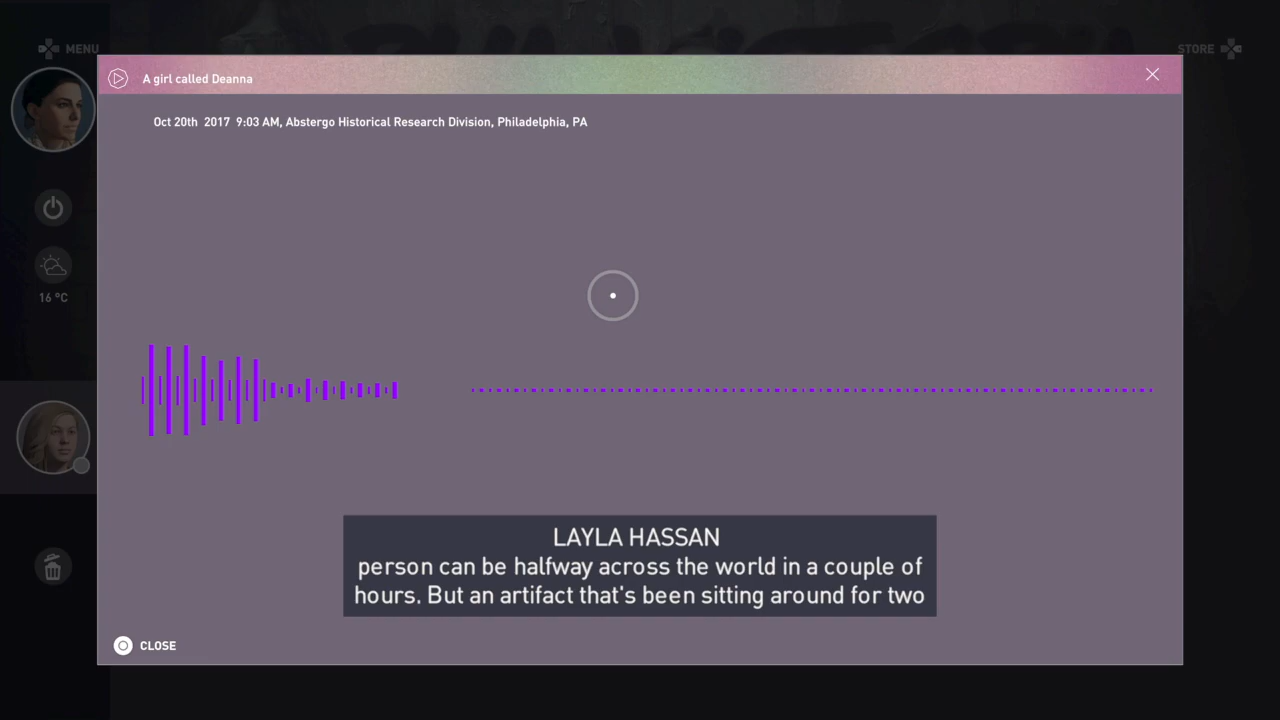 MENU
STORE
A girl called Deanna
Oct 20th 2017 9:03 AM, Abstergo Historical Research Division, Philadelphia, PA
16 °C
LAYLA HASSAN
person can be halfway across the world in a couple of
hours. But an artifact that's been sitting around for two
CLOSE